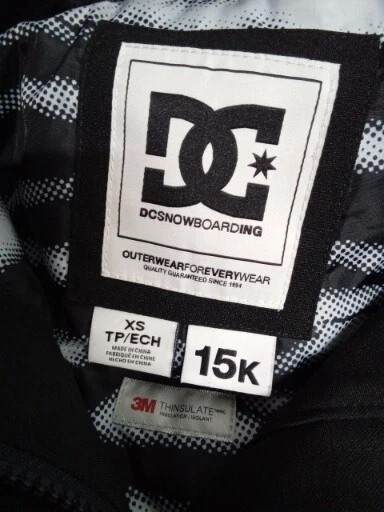 DC
DCSNOWBOARDING
OUTERWEARFOREVERYWEAR
QUALITY GUARANTEED SINCE 1994
XS
TP/ECH
MADE IN CHINA
FABRIQUÉ EN CHINE
HECHO EN CHINA
15K
3M THINSULATE
INSULATION | ISOLANT